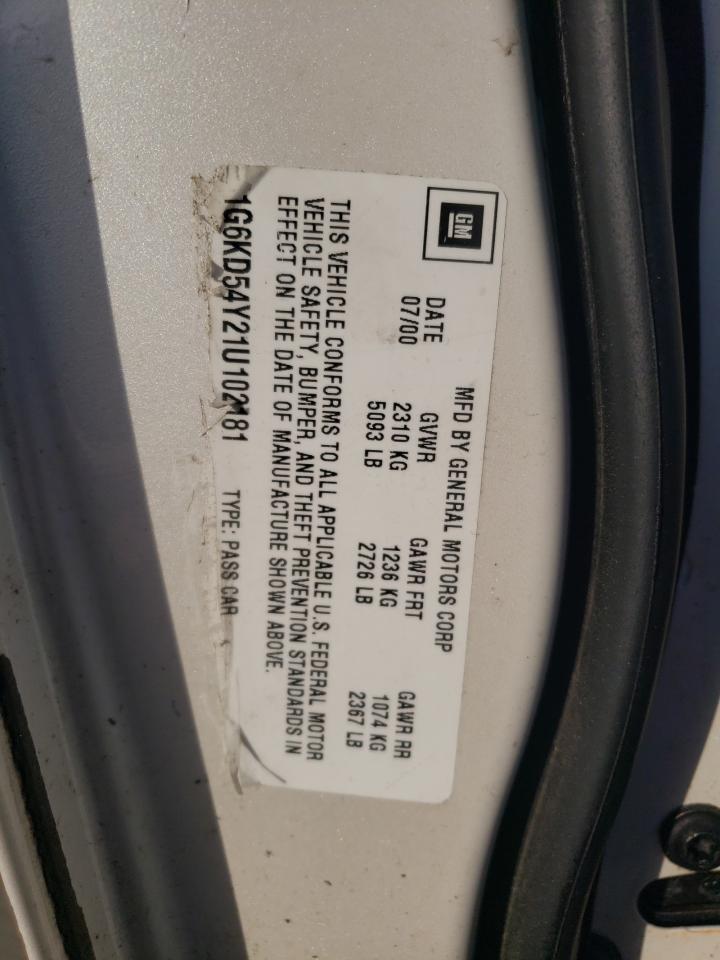 GM
MFD BY GENERAL MOTORS CORP
DATE GVWR GAWR FRT GAWR RR
07/00 2310 KG 1236 KG 1074 KG
5093 LB 2726 LB 2367 LB
THIS VEHICLE CONFORMS TO ALL APPLICABLE U.S. FEDERAL MOTOR
VEHICLE SAFETY, BUMPER, AND THEFT PREVENTION STANDARDS IN
EFFECT ON THE DATE OF MANUFACTURE SHOWN ABOVE.
1G6KD54Y21U102181 TYPE: PASS CAR